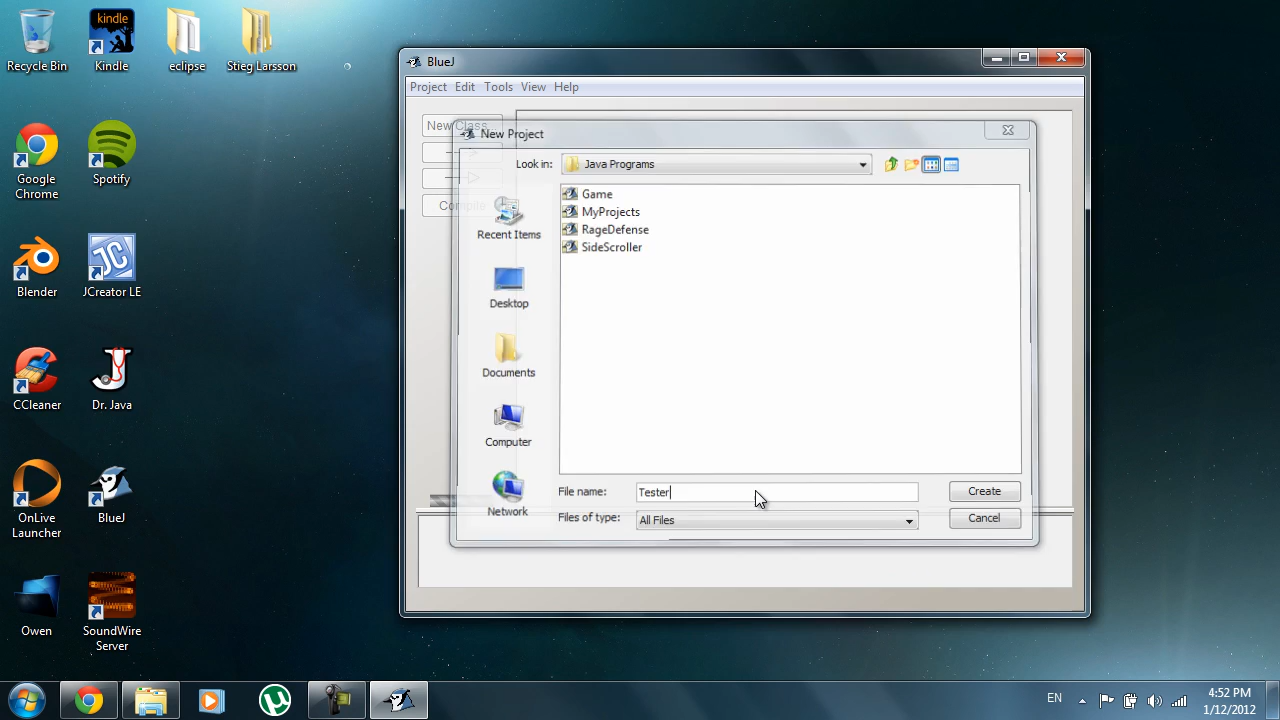 Recycle Bin
kindle
Kindle
eclipse
Stieg Larsson
Google
Chrome
Spotify
Blender
JC
JCreator LE
CCleaner
Dr. Java
OnLive
Launcher
BlueJ
Owen
SoundWire
Server
BlueJ
Project Edit Tools View Help
New Class
Compile
New Project
Look in: Java Programs
Game
MyProjects
RageDefense
SideScroller
Recent Items
Desktop
Documents
Computer
Network
File name: Tester Create
Files of type: All Files Cancel
EN
4:52 PM
1/12/2012